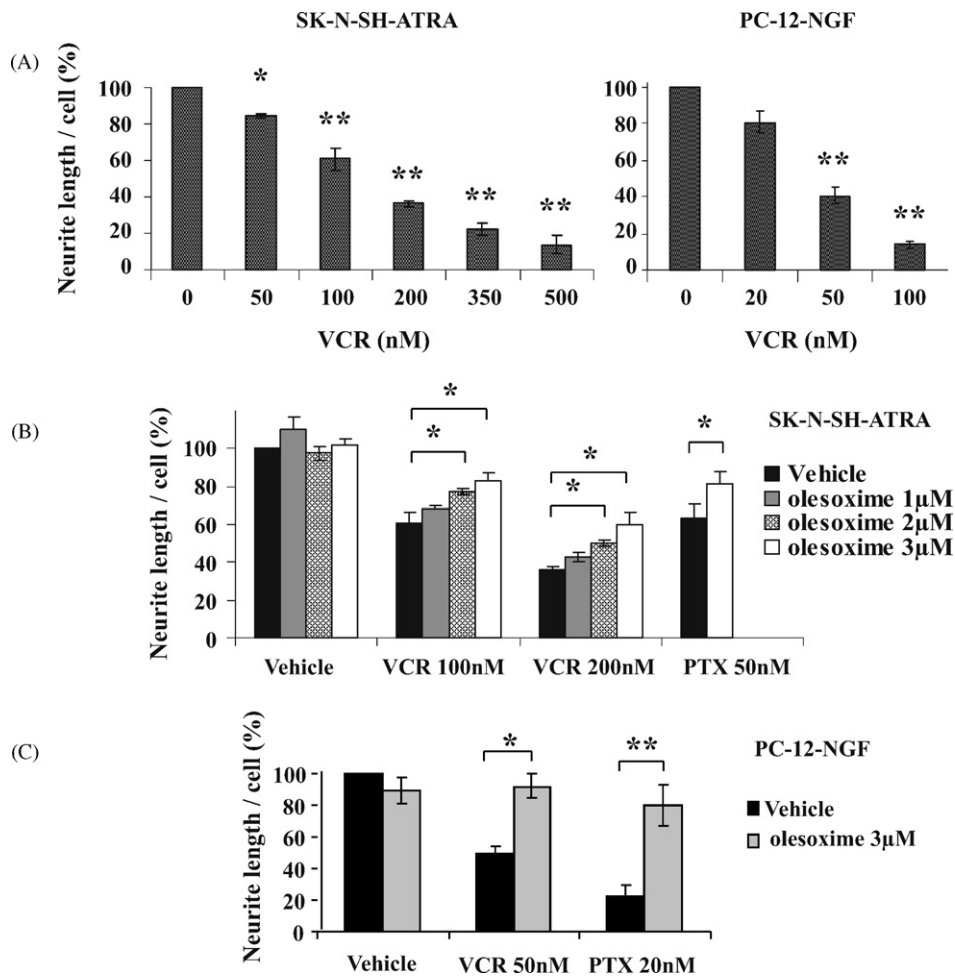 SK-N-SH-ATRA
PC-12-NGF
(A)
Neurite length / cell (%)
100
80
60
40
20
0
*
**
**
**
**
0 50 100 200 350 500
VCR (nM)
100
80
60
40
20
0
**
**
0 20 50 100
VCR (nM)
(B)
Neurite length / cell (%)
100
80
60
40
20
0
*
*
*
*
*
Vehicle VCR 100nM VCR 200nM PTX 50nM
SK-N-SH-ATRA
Vehicle
olesoxime 1µM
olesoxime 2µM
olesoxime 3µM
(C)
Neurite length / cell (%)
100
80
60
40
20
0
*
**
Vehicle VCR 50nM PTX 20nM
PC-12-NGF
Vehicle
olesoxime 3µM